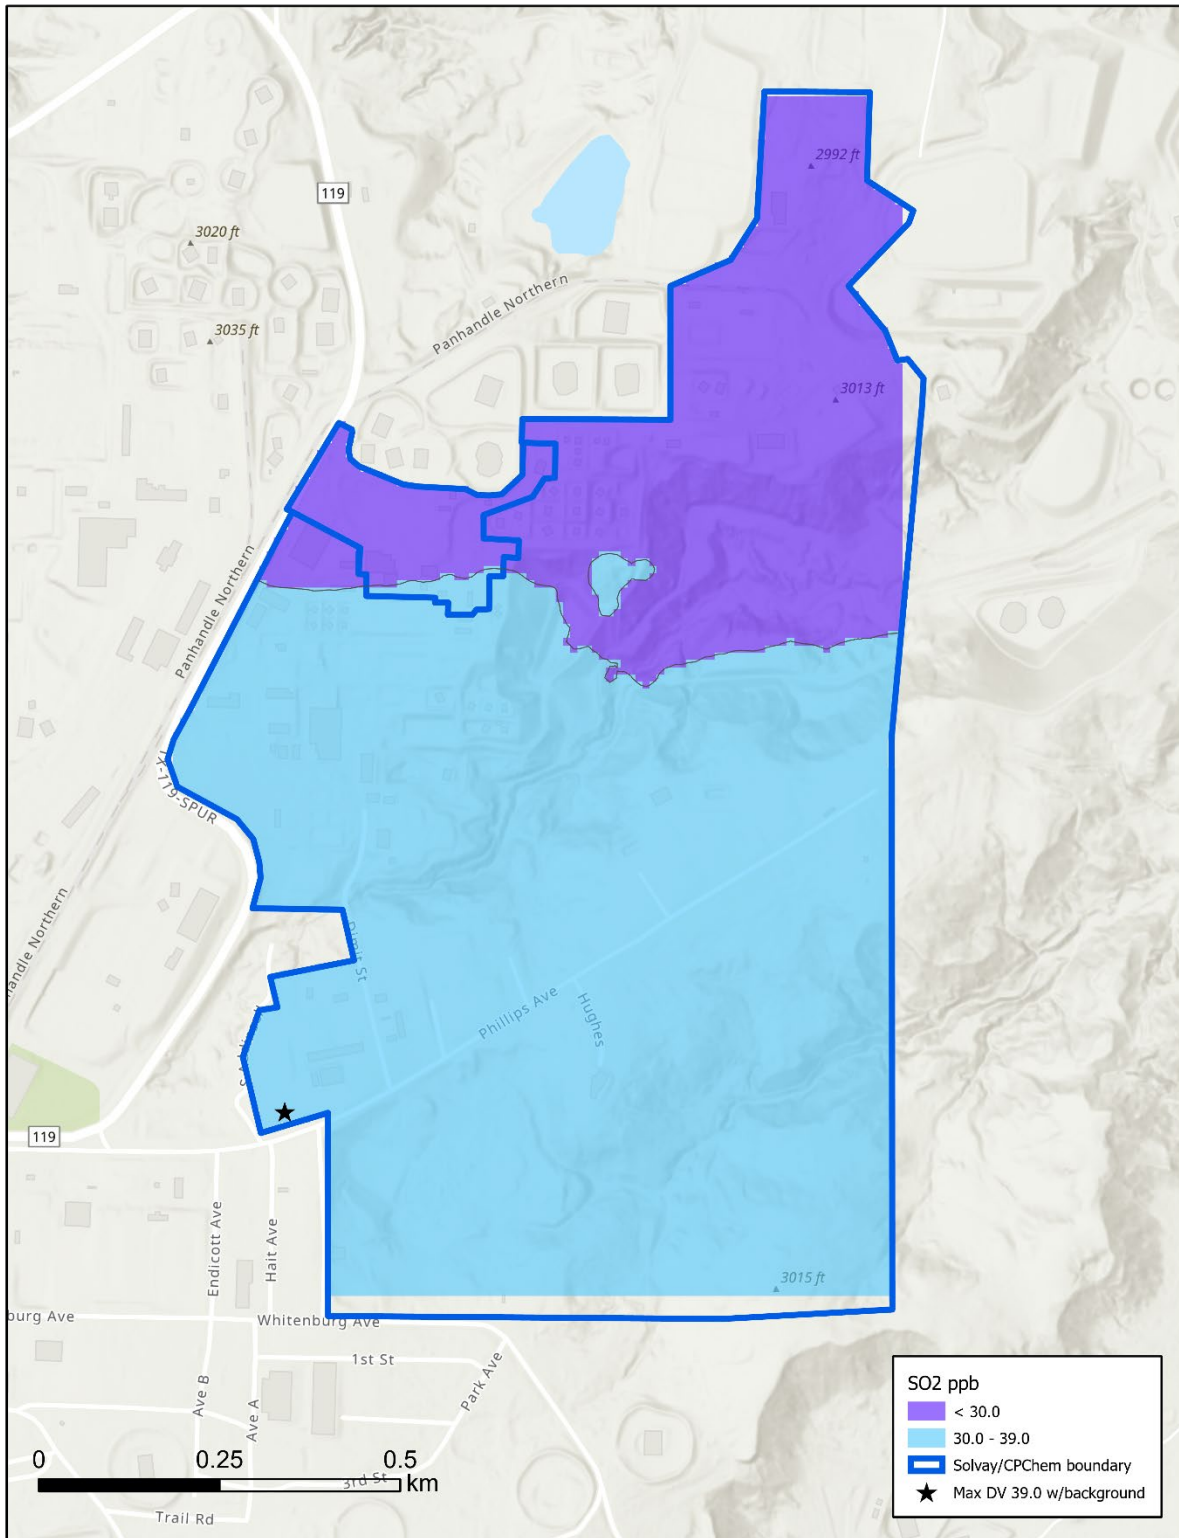 2992 ft
119
3020 ft
Panhandle Northern
3035 ft
3013 ft
Panhandle Northern
TX-119-SPUR
handle Northern
Dimit St
Phillips Ave
Hughes
119
Endicott Ave
Hait Ave
3015 ft
burg Ave
Whitenburg Ave
1st St
Park Ave
Ave B
Ave A
3rd St
Trail Rd
0 0.25 0.5
km
SO2 ppb
< 30.0
30.0 - 39.0
Solvay/CPChem boundary
Max DV 39.0 w/background